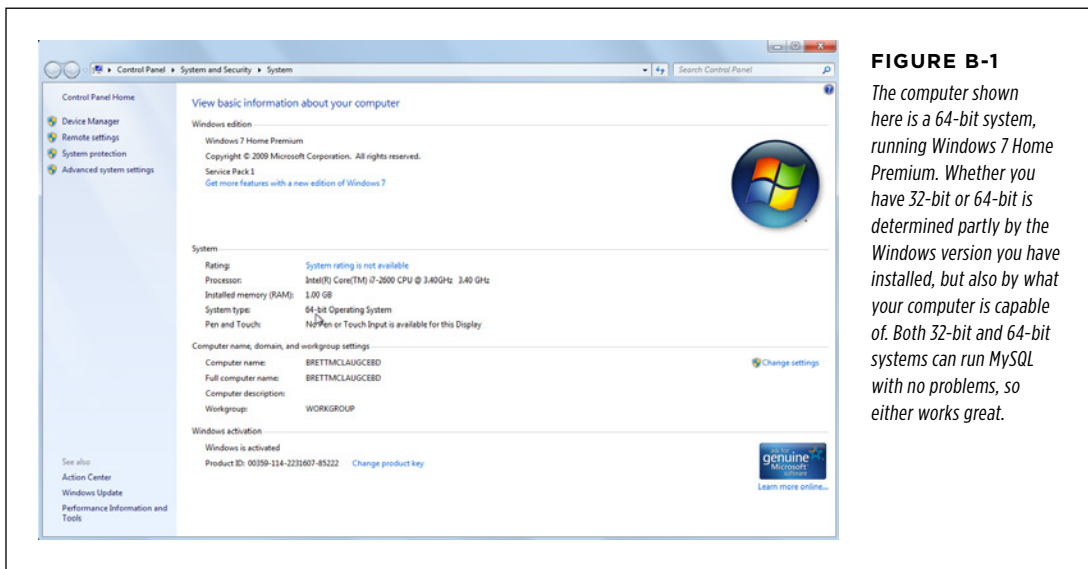 Control Panel ▸ System and Security ▸ System
Search Control Panel
Control Panel Home
Device Manager
Remote settings
System protection
Advanced system settings
See also
Action Center
Windows Update
Performance Information and
Tools
View basic information about your computer
Windows edition
Windows 7 Home Premium
Copyright © 2009 Microsoft Corporation. All rights reserved.
Service Pack 1
Get more features with a new edition of Windows 7
System
Rating: System rating is not available
Processor: Intel(R) Core(TM) i7-2600 CPU @ 3.40GHz 3.40 GHz
Installed memory (RAM): 1.00 GB
System type: 64-bit Operating System
Pen and Touch: No Pen or Touch Input is available for this Display
Computer name, domain, and workgroup settings
Computer name: BRETTMCLAUGCEBD
Change settings
Full computer name: BRETTMCLAUGCEBD
Computer description:
Workgroup: WORKGROUP
Windows activation
Windows is activated
Product ID: 00359-114-2231607-85222 Change product key
ask for
genuine
Microsoft
software
Learn more online...
FIGURE B-1
The computer shown
here is a 64-bit system,
running Windows 7 Home
Premium. Whether you
have 32-bit or 64-bit is
determined partly by the
Windows version you have
installed, but also by what
your computer is capable
of. Both 32-bit and 64-bit
systems can run MySQL
with no problems, so
either works great.